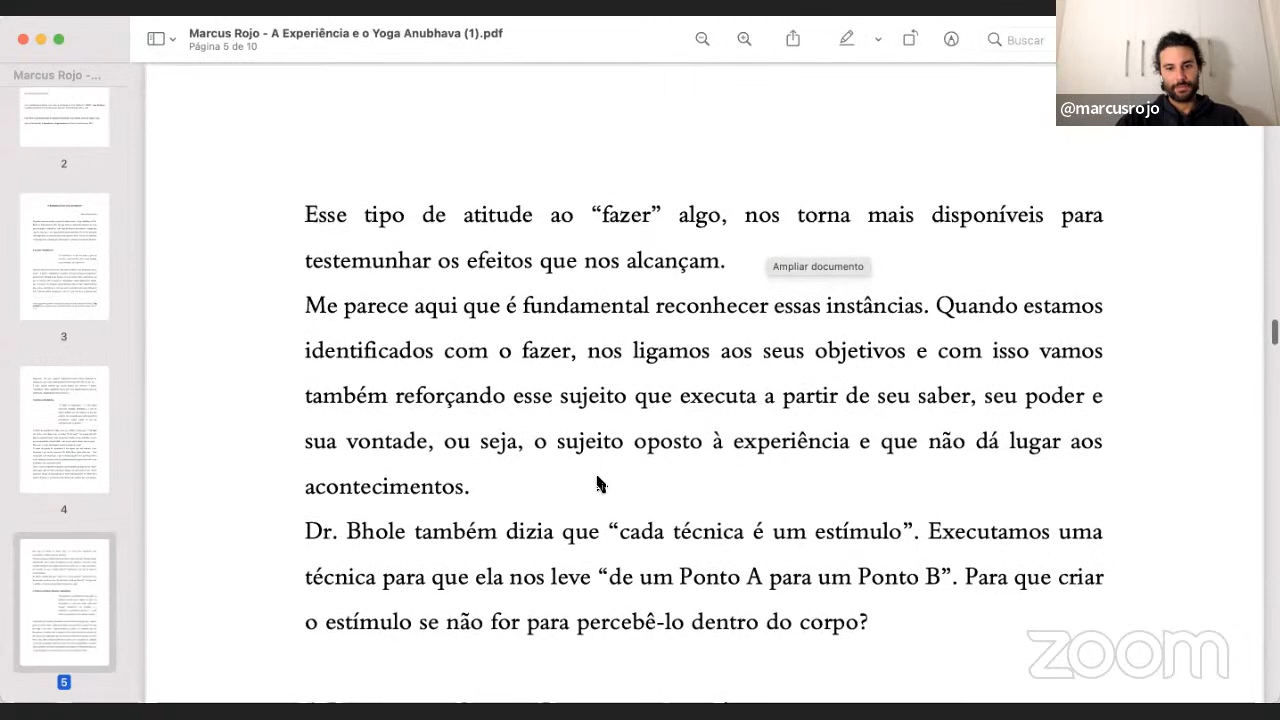 Marcus Rojo - A Experiência e o Yoga Anubhava (1).pdf
Página 5 de 10
Buscar
@marcusrojo
Marcus Rojo -...
2
3
4
5
Esse tipo de atitude ao “fazer” algo, nos torna mais disponíveis para
testemunhar os efeitos que nos alcançam.
Ampliar documento
Me parece aqui que é fundamental reconhecer essas instâncias. Quando estamos
identificados com o fazer, nos ligamos aos seus objetivos e com isso vamos
também reforçando esse sujeito que executa a partir de seu saber, seu poder e
sua vontade, ou seja, o sujeito oposto à experiência e que não dá lugar aos
acontecimentos.
Dr. Bhole também dizia que “cada técnica é um estímulo”. Executamos uma
técnica para que ela nos leve “de um Ponto A para um Ponto B”. Para que criar
o estímulo se não for para percebê-lo dentro do corpo?
zoom